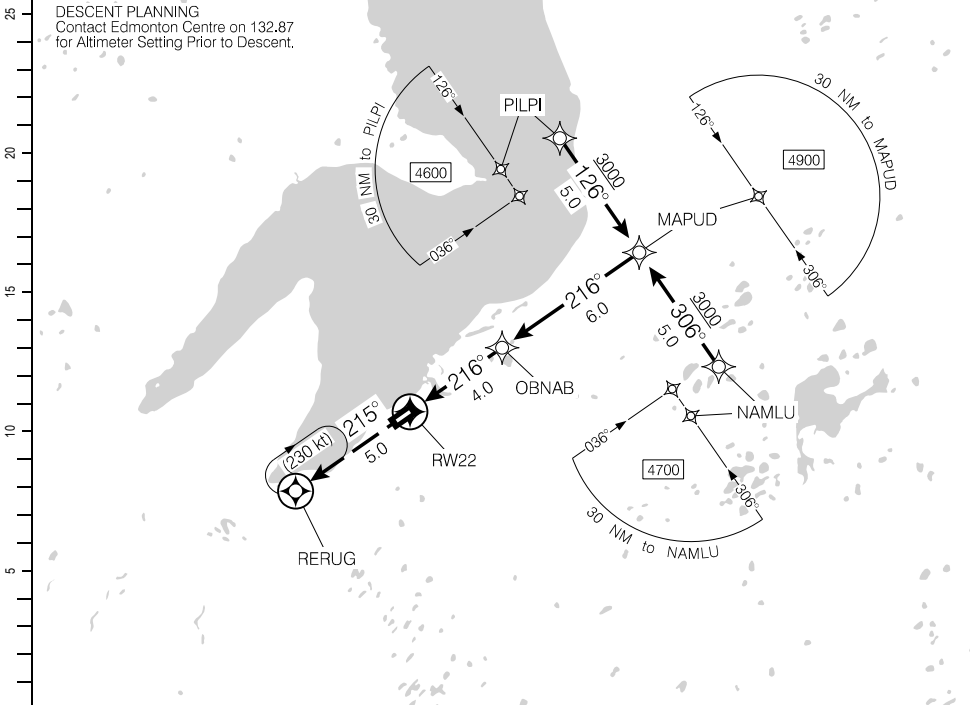 25
DESCENT PLANNING
Contact Edmonton Centre on 132.87
for Altimeter Setting Prior to Descent.
126°
30 NM to PILPI
4600
036°
PILPI
3000
126°
5.0
30 NM to MAPUD
126°
4900
306°
20
MAPUD
216°
6.0
3000
306°
5.0
15
OBNAB
216°
4.0
NAMLU
036°
4700
306°
30 NM to NAMLU
10
RW22
215°
5.0
(230 kt)
RERUG
5